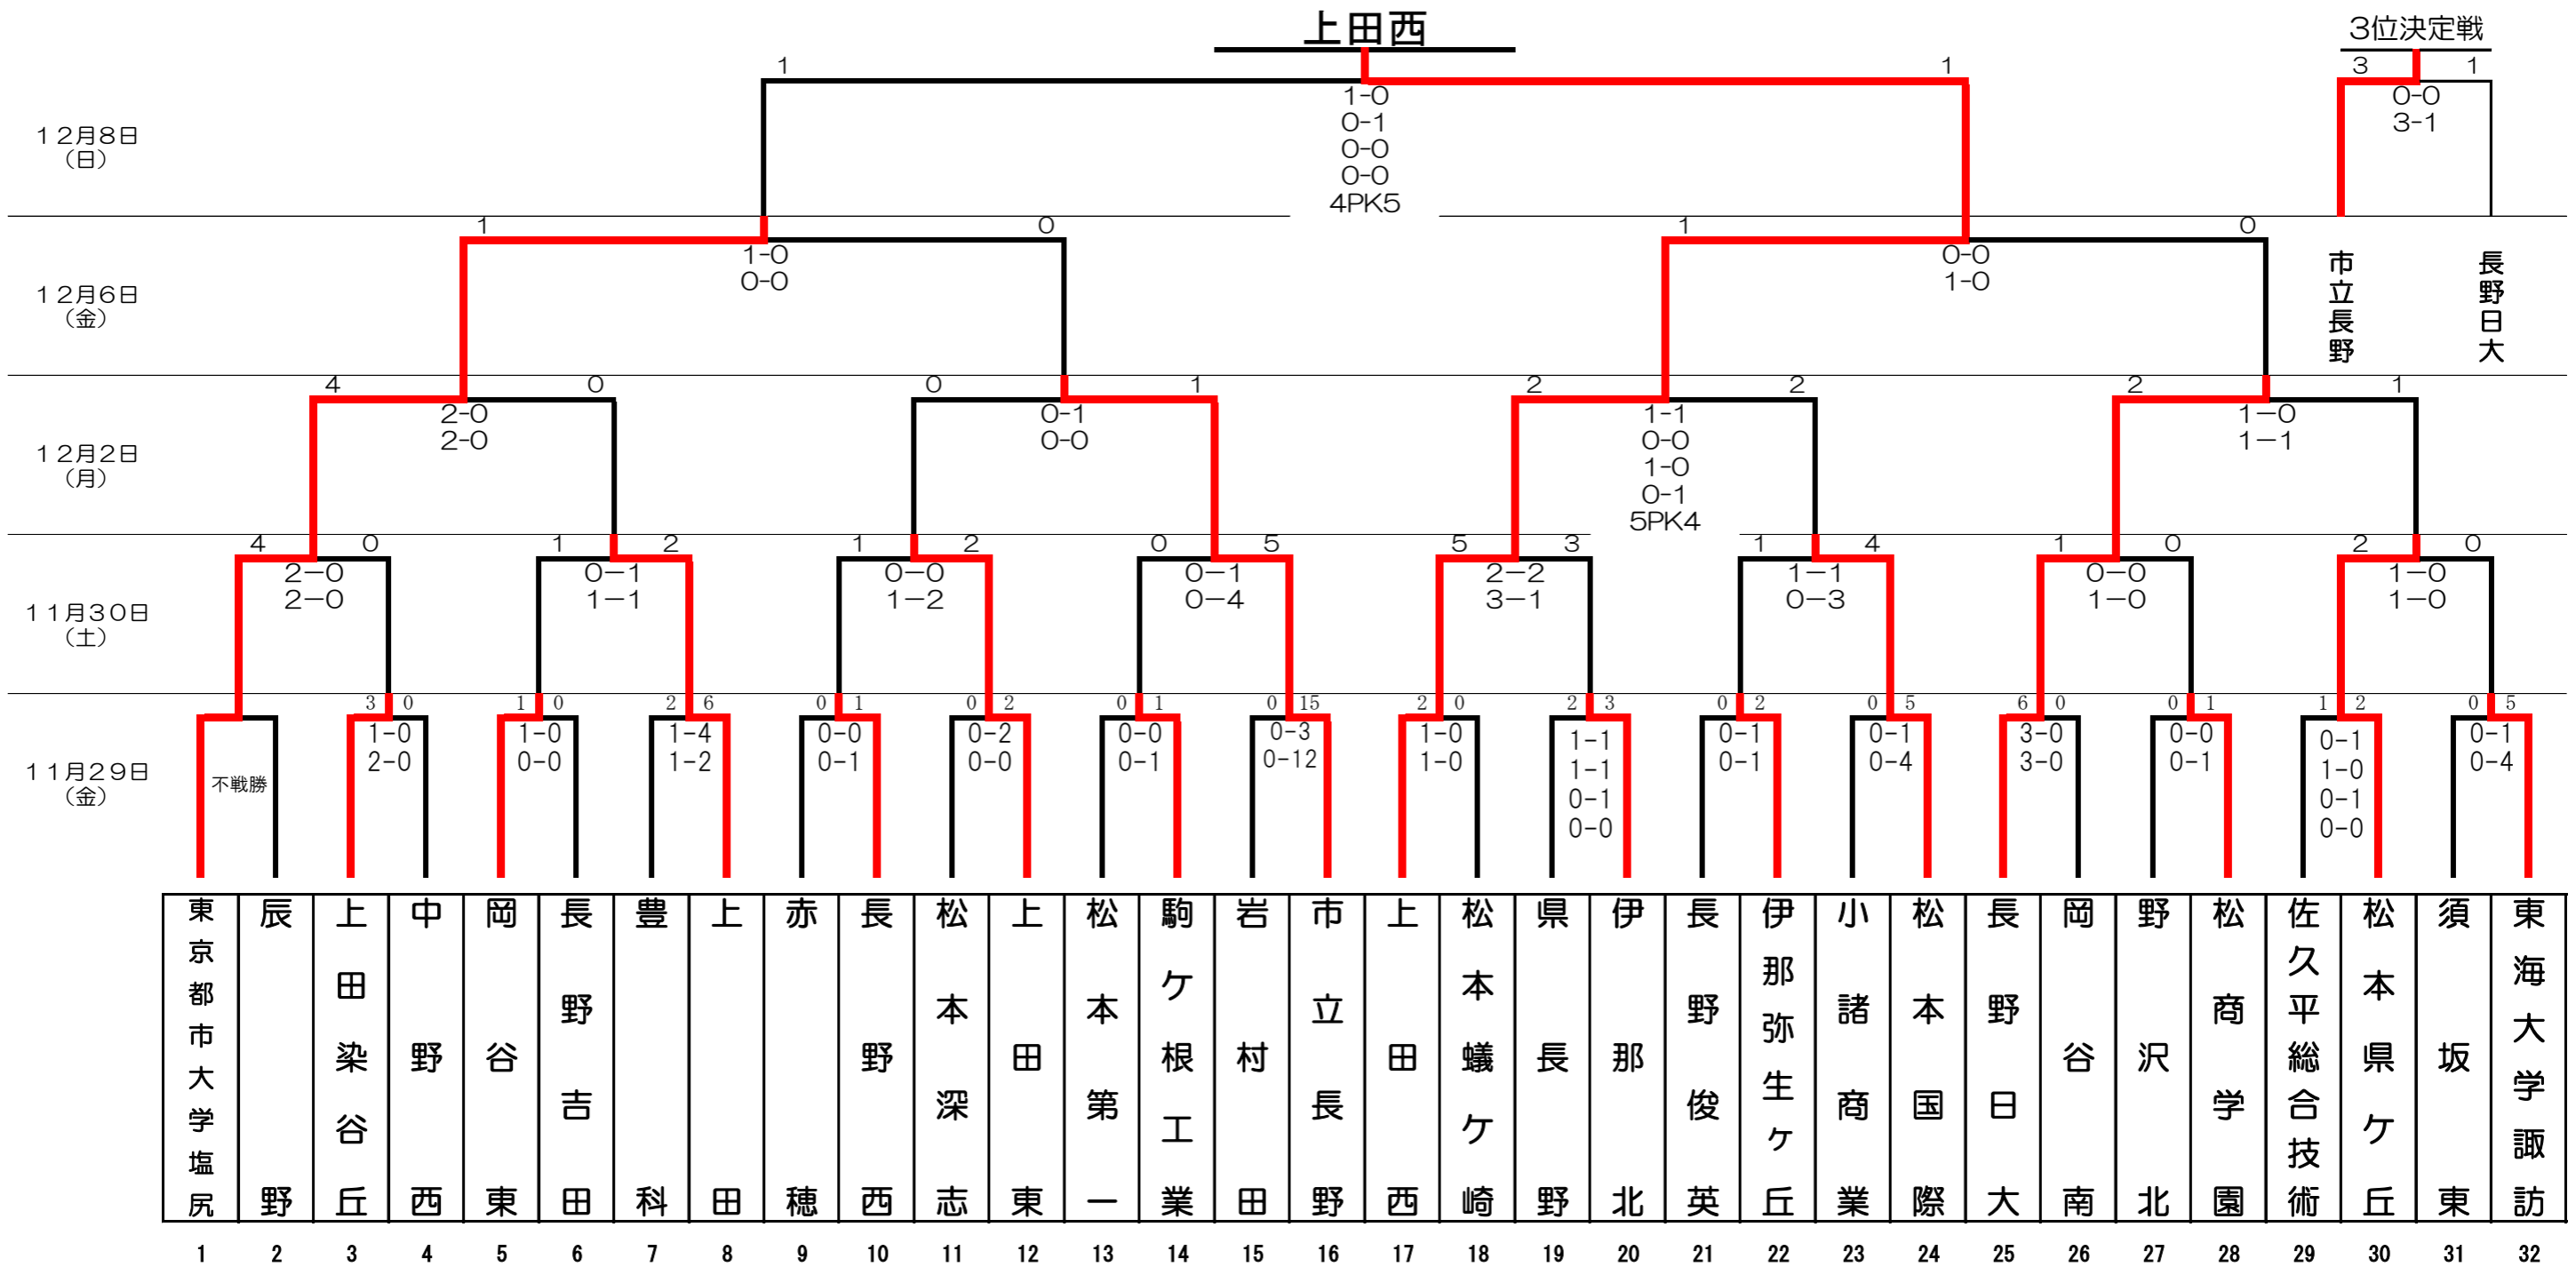 上田西
3位決定戦
1
1
3
1
1-0
0-1
0-0
0-0
4PK5
0-0
3-1
12月8日
（日）
1
0
1
0
1-0
0-0
0-0
1-0
市立長野
長野日大
12月6日
（金）
4
0
0
1
2
2
2
1
2-0
2-0
0-1
0-0
1-1
0-0
1-0
0-1
5PK4
1-0
1-1
12月2日
（月）
4
0
1
2
1
2
0
5
5
3
1
4
1
0
2
0
2-0
2-0
0-1
1-1
0-0
1-2
0-1
0-4
2-2
3-1
1-1
0-3
0-0
1-0
1-0
1-0
11月30日
（土）
3 0
1 0
2 6
0 1
0 2
0 1
0 15
2 0
2 3
0 2
0 5
6 0
0 1
1 2
0 5
不戦勝
1-0
2-0
1-0
0-0
1-4
1-2
0-0
0-1
0-2
0-0
0-0
0-1
0-3
0-12
1-0
1-0
1-1
1-1
0-1
0-0
0-1
0-1
0-1
0-4
3-0
3-0
0-0
0-1
0-1
1-0
0-1
0-0
0-1
0-4
11月29日
（金）
東京都市大学塩尻
辰野
上田染谷丘
中野西
岡谷東
長野吉田
豊科
上田
赤穂
長野西
松本深志
上田東
松本第一
駒ケ根工業
岩村田
市立長野
上田西
松本蟻ケ崎
県長野
伊那北
長野俊英
伊那弥生ヶ丘
小諸商業
松本国際
長野日大
岡谷南
野沢北
松商学園
佐久平総合技術
松本県ケ丘
須坂東
東海大学諏訪
1 2 3 4 5 6 7 8 9 10 11 12 13 14 15 16 17 18 19 20 21 22 23 24 25 26 27 28 29 30 31 32